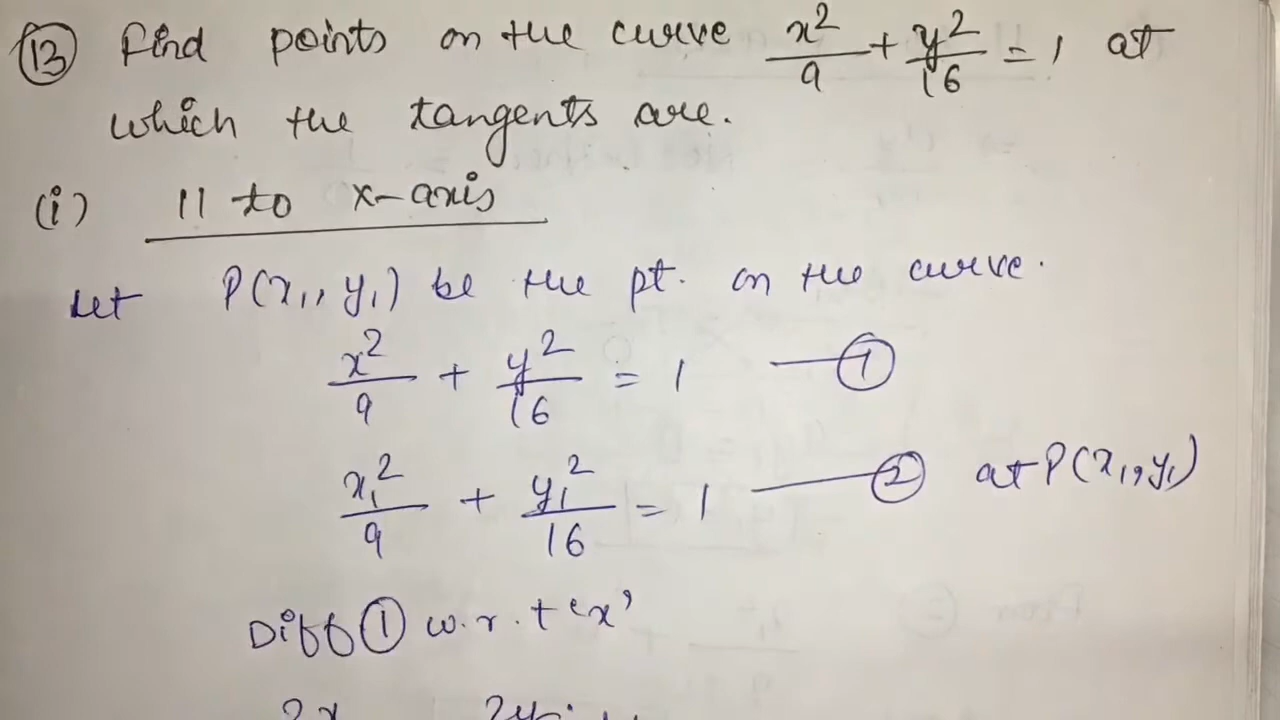 (13) Find points on the curve x²/9 + y²/16 = 1 at
which the tangents are.
(i) || to x-axis
Let P(x₁, y₁) be the pt. on the curve.
x²/9 + y²/16 = 1 — (1)
x₁²/9 + y₁²/16 = 1 — (2) at P(x₁, y₁)
Diff (1) w.r.t 'x'
2x 2y